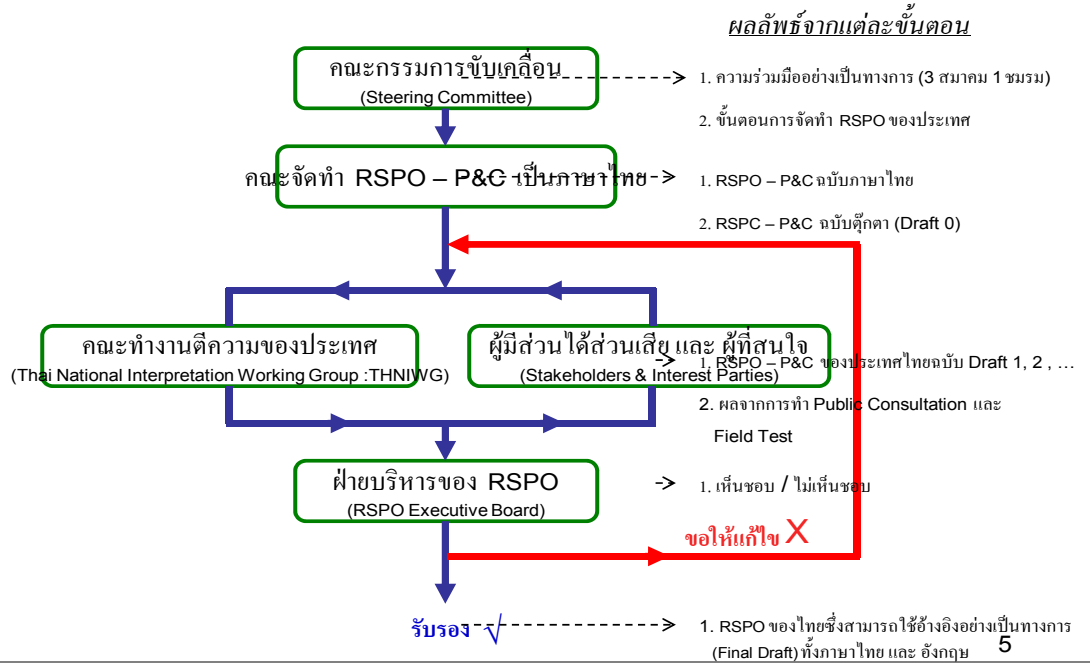 ผลลัพธ์จากแต่ละขั้นตอน
คณะกรรมการขับเคลื่อน
(Steering Committee)
1. ความร่วมมืออย่างเป็นทางการ (3 สมาคม 1 ชมรม)
2. ขั้นตอนการจัดทำ RSPO ของประเทศ
คณะจัดทำ RSPO – P&C เป็นภาษาไทย
1. RSPO – P&C ฉบับภาษาไทย
2. RSPC – P&C ฉบับตุ๊กตา (Draft 0)
คณะทำงานตีความของประเทศ
(Thai National Interpretation Working Group :THNIWG)
ผู้มีส่วนได้ส่วนเสีย และ ผู้ที่สนใจ
(Stakeholders & Interest Parties)
1. RSPO – P&C ของประเทศไทยฉบับ Draft 1, 2 , …
2. ผลจากการทำ Public Consultation และ
Field Test
ฝ่ายบริหารของ RSPO
(RSPO Executive Board)
1. เห็นชอบ / ไม่เห็นชอบ
ขอให้แก้ไข X
รับรอง √
1. RSPO ของไทยซึ่งสามารถใช้อ้างอิงอย่างเป็นทางการ
(Final Draft) ทั้งภาษาไทย และ อังกฤษ
5